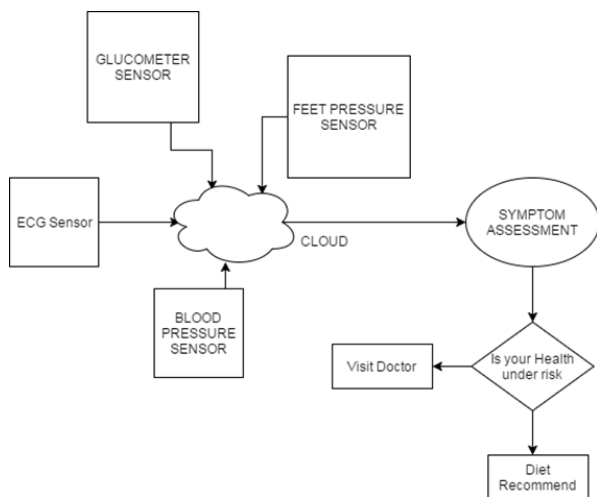 GLUCOMETER
SENSOR
FEET PRESSURE
SENSOR
ECG Sensor
CLOUD
SYMPTOM
ASSESSMENT
BLOOD
PRESSURE
SENSOR
Visit Doctor
Is your Health
under risk
Diet
Recommend